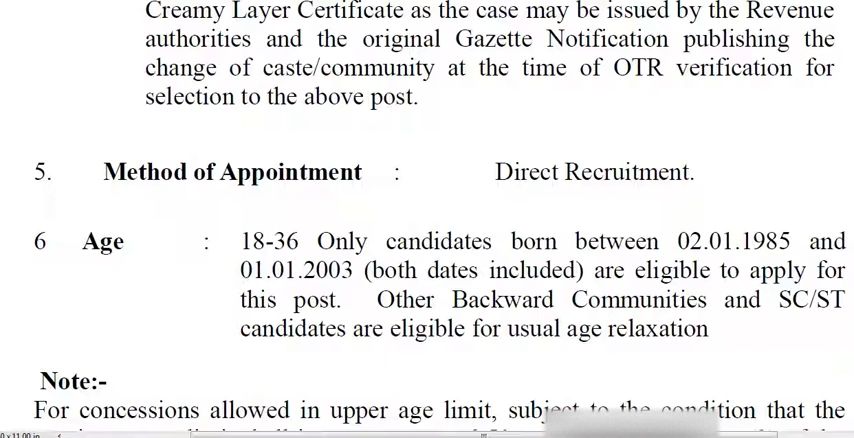 Creamy Layer Certificate as the case may be issued by the Revenue
authorities and the original Gazette Notification publishing the
change of caste/community at the time of OTR verification for
selection to the above post.
5. Method of Appointment : Direct Recruitment.
6 Age : 18-36 Only candidates born between 02.01.1985 and
01.01.2003 (both dates included) are eligible to apply for
this post. Other Backward Communities and SC/ST
candidates are eligible for usual age relaxation
Note:-
For concessions allowed in upper age limit, subject to the condition that the